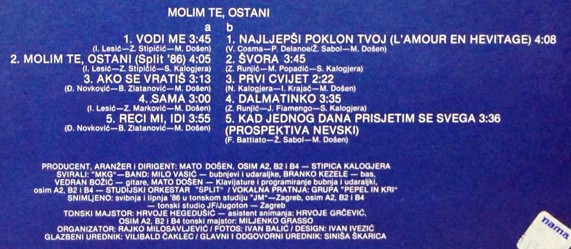 MOLIM TE, OSTANI
a
1. VODI ME 3:45
(I. Lesić—Z. Stipičić—M. Došen)
2. MOLIM TE, OSTANI (Split '86) 4:05
(I. Lesić—Z. Stipičić—S. Kalogjera)
3. AKO SE VRATIŠ 3:13
(D. Novković—B. Zlatanović—M. Došen)
4. SAMA 3:00
(I. Lesić—Z. Marković—M. Došen)
5. RECI MI, IDI 3:55
(D. Novković—B. Zlatanović—M. Došen)
b
1. NAJLJEPŠI POKLON TVOJ (L'AMOUR EN HEVITAGE) 4:08
(V. Cosma—P. Delanoe/Ž. Sabol—M. Došen)
2. ŠVORA 3:45
(Z. Runjić—M. Popadić—S. Kalogjera)
3. PRVI CVIJET 2:22
(N. Kalogjera—I. Krajač—M. Došen)
4. DALMATINKO 3:35
(Z. Runjić—J. Fiamengo—S. Kalogjera)
5. KAD JEDNOG DANA PRISJETIM SE SVEGA 3:36
(PROSPEKTIVA NEVSKI)
(F. Battiato—Ž. Sabol—M. Došen)
PRODUCENT, ARANŽER i DIRIGENT: MATO DOŠEN, OSIM A2, B2 i B4 — STIPICA KALOGJERA
SVIRALI: "MKG"—BAND: MILO VASIĆ — bubnjevi i udaraljke, BRANKO KEZELE — bas,
VEDRAN BOŽIĆ — gitare, MATO DOŠEN — Klavijature i programiranje bubnja i udaraljki,
osim A2, B2 i B4 — STUDIJSKI ORKESTAR "SPLIT" / VOKALNA PRATNJA: GRUPA "PEPEL IN KRI"
SNIMLJENO: svibnja i lipnja '86 u tonskom studiju "JM"—Zagreb, osim A2, B2 i B4
— tonski studio JF/Jugoton — Zagreb
TONSKI MAJSTOR: HRVOJE HEGEDUŠIĆ — asistent snimanja: HRVOJE GRČEVIĆ,
OSIM A2, B2 i B4 tonski majstor: MILJENKO GRASSO
ORGANIZATOR: RAJKO MILOSAVLJEVIĆ / FOTOS: IVAN BALIĆ / DESIGN: IVAN IVEZIĆ
GLAZBENI UREDNIK: VILIBALD ČAKLEC / GLAVNI I ODGOVORNI UREDNIK: SINIŠA ŠKARICA
nama